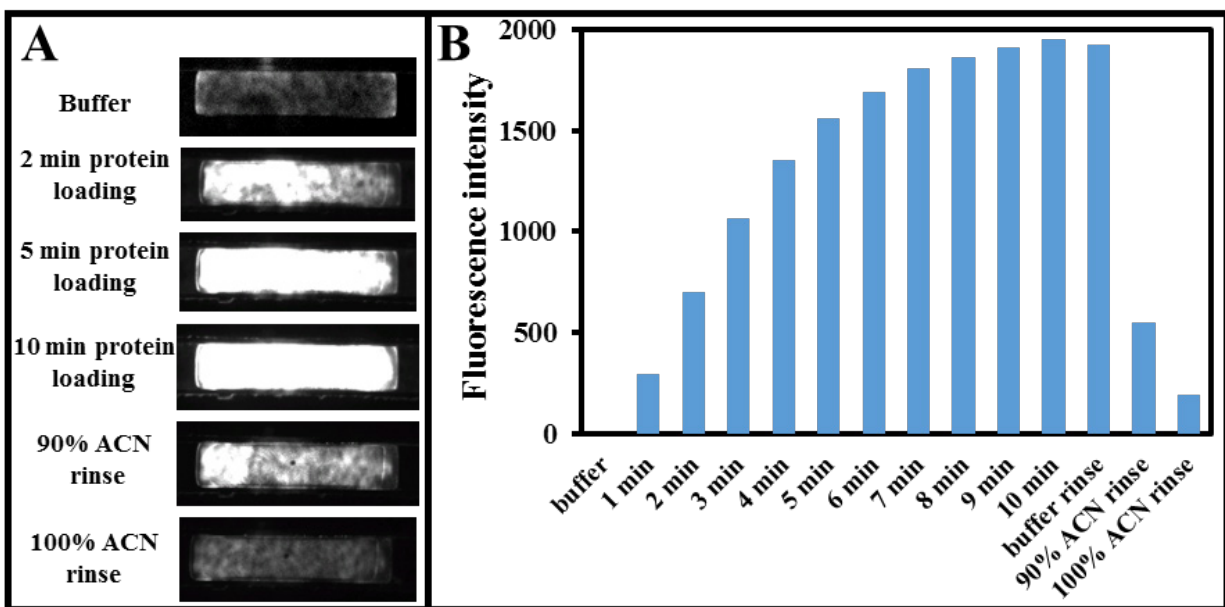 A
Buffer
2 min protein
loading
5 min protein
loading
10 min protein
loading
90% ACN
rinse
100% ACN
rinse
B
Fluorescence intensity
2000
1500
1000
500
0
buffer
1 min
2 min
3 min
4 min
5 min
6 min
7 min
8 min
9 min
10 min
buffer rinse
90% ACN rinse
100% ACN rinse